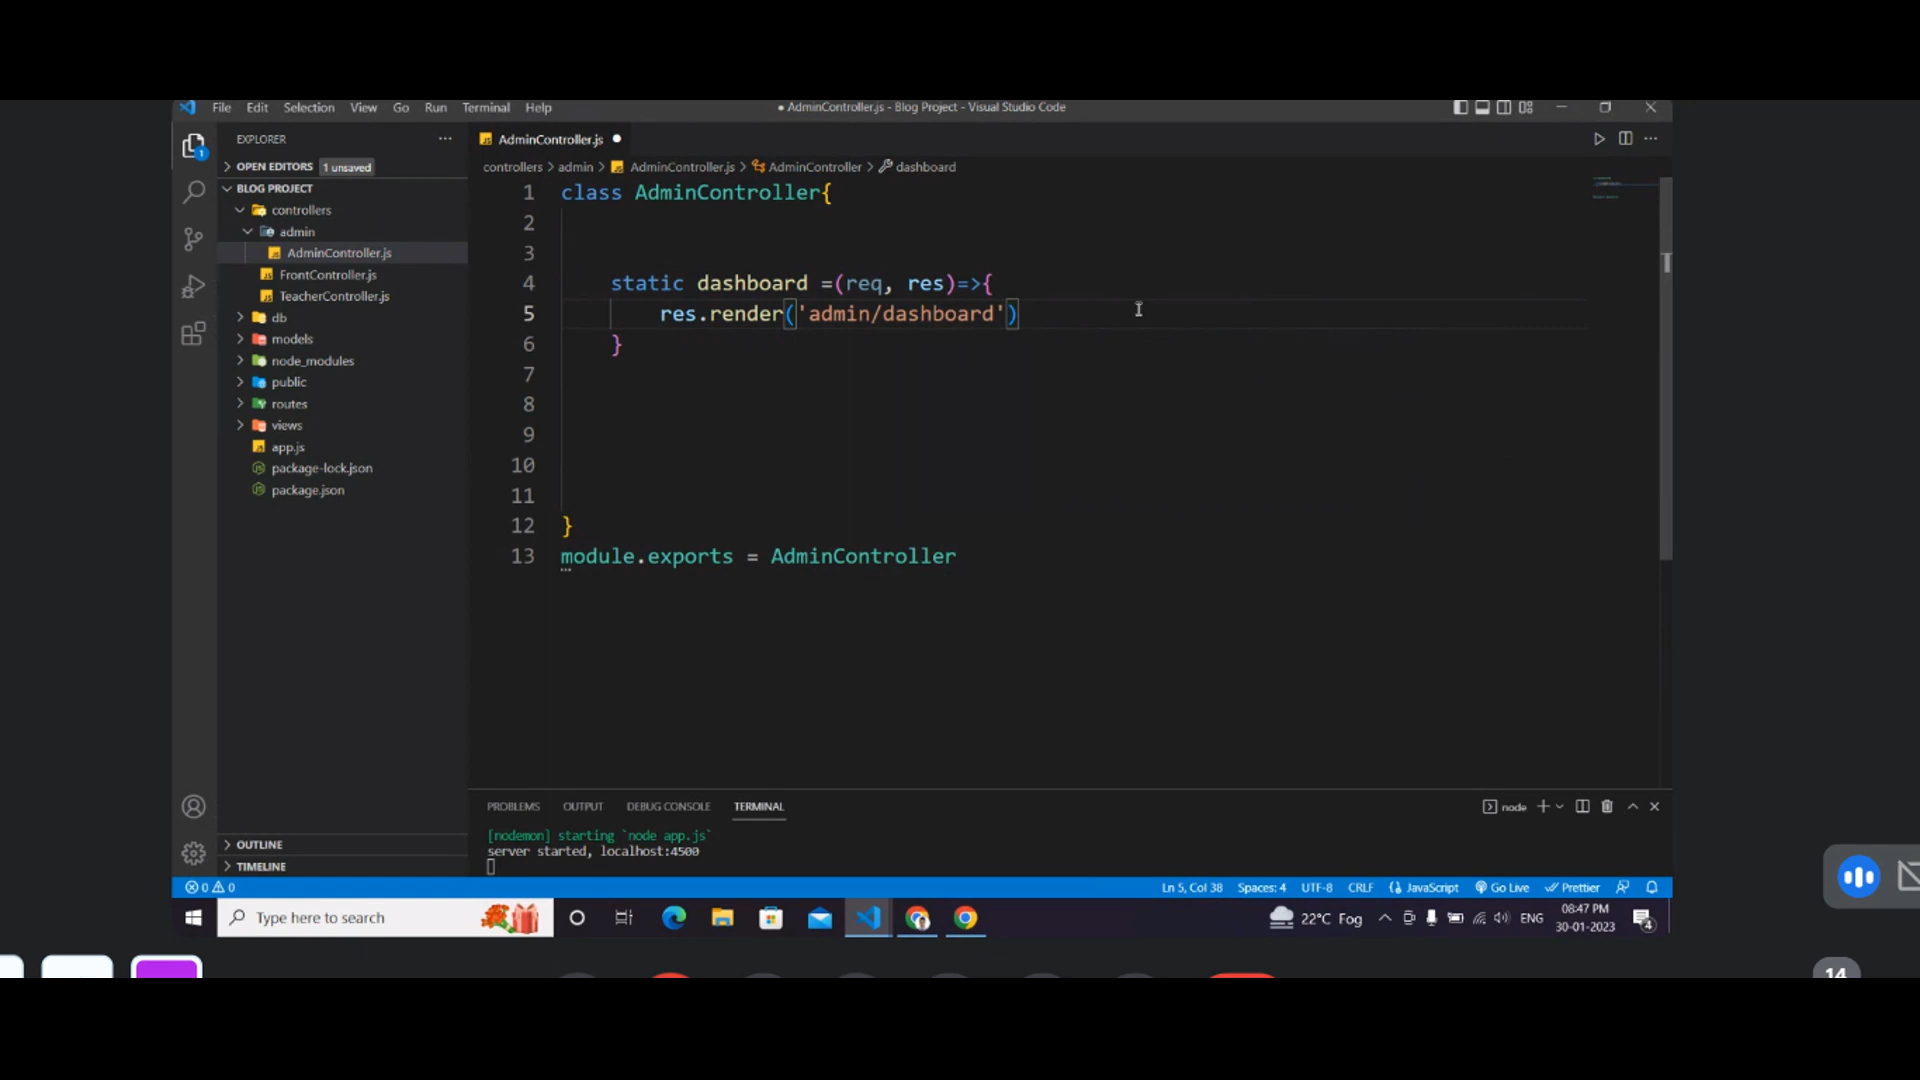 File Edit Selection View Go Run Terminal Help
● AdminController.js - Blog Project - Visual Studio Code
EXPLORER
AdminController.js
OPEN EDITORS 1 unsaved
controllers > admin > AdminController.js > AdminController > dashboard
BLOG PROJECT
controllers
admin
AdminController.js
FrontController.js
TeacherController.js
db
models
node_modules
public
routes
views
app.js
package-lock.json
package.json
OUTLINE
TIMELINE
1 class AdminController{
2
3
4 static dashboard =(req, res)=>{
5 res.render('admin/dashboard')
6 }
7
8
9
10
11
12 }
13 module.exports = AdminController
PROBLEMS OUTPUT DEBUG CONSOLE TERMINAL
node
[nodemon] starting `node app.js`
server started, localhost:4500
0 0
Ln 5, Col 38 Spaces: 4 UTF-8 CRLF JavaScript Go Live Prettier
Type here to search
22°C Fog
ENG
08:47 PM
30-01-2023
4
14
1